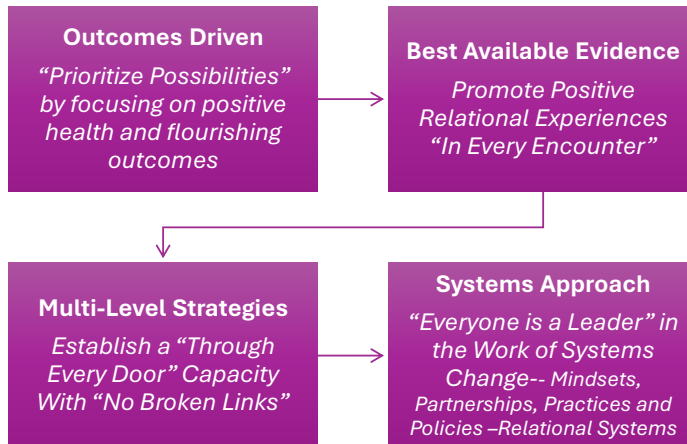 Outcomes Driven
“Prioritize Possibilities”
by focusing on positive
health and flourishing
outcomes
Best Available Evidence
Promote Positive
Relational Experiences
“In Every Encounter”
Multi-Level Strategies
Establish a “Through
Every Door” Capacity
With “No Broken Links”
Systems Approach
“Everyone is a Leader” in
the Work of Systems
Change-- Mindsets,
Partnerships, Practices and
Policies –Relational Systems